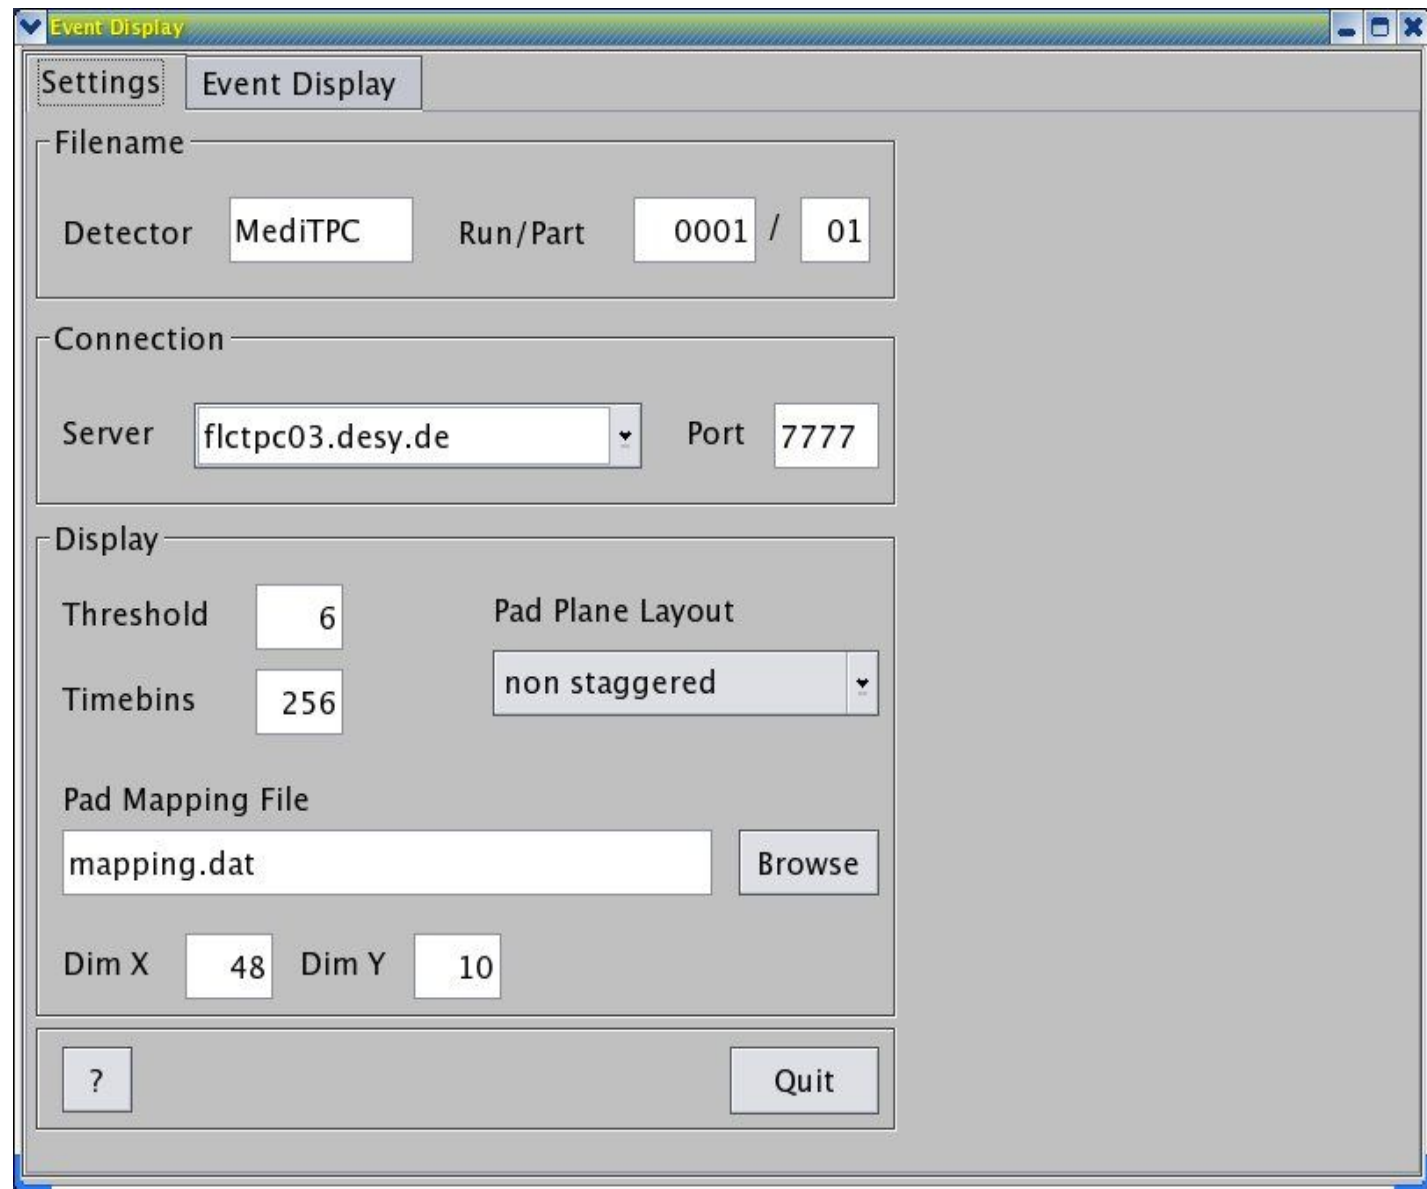 Event Display
Settings Event Display
Filename
Detector MediTPC Run/Part 0001 / 01
Connection
Server flctpc03.desy.de Port 7777
Display
Threshold 6 Pad Plane Layout
non staggered
Timebins 256
Pad Mapping File
mapping.dat Browse
Dim X 48 Dim Y 10
? Quit